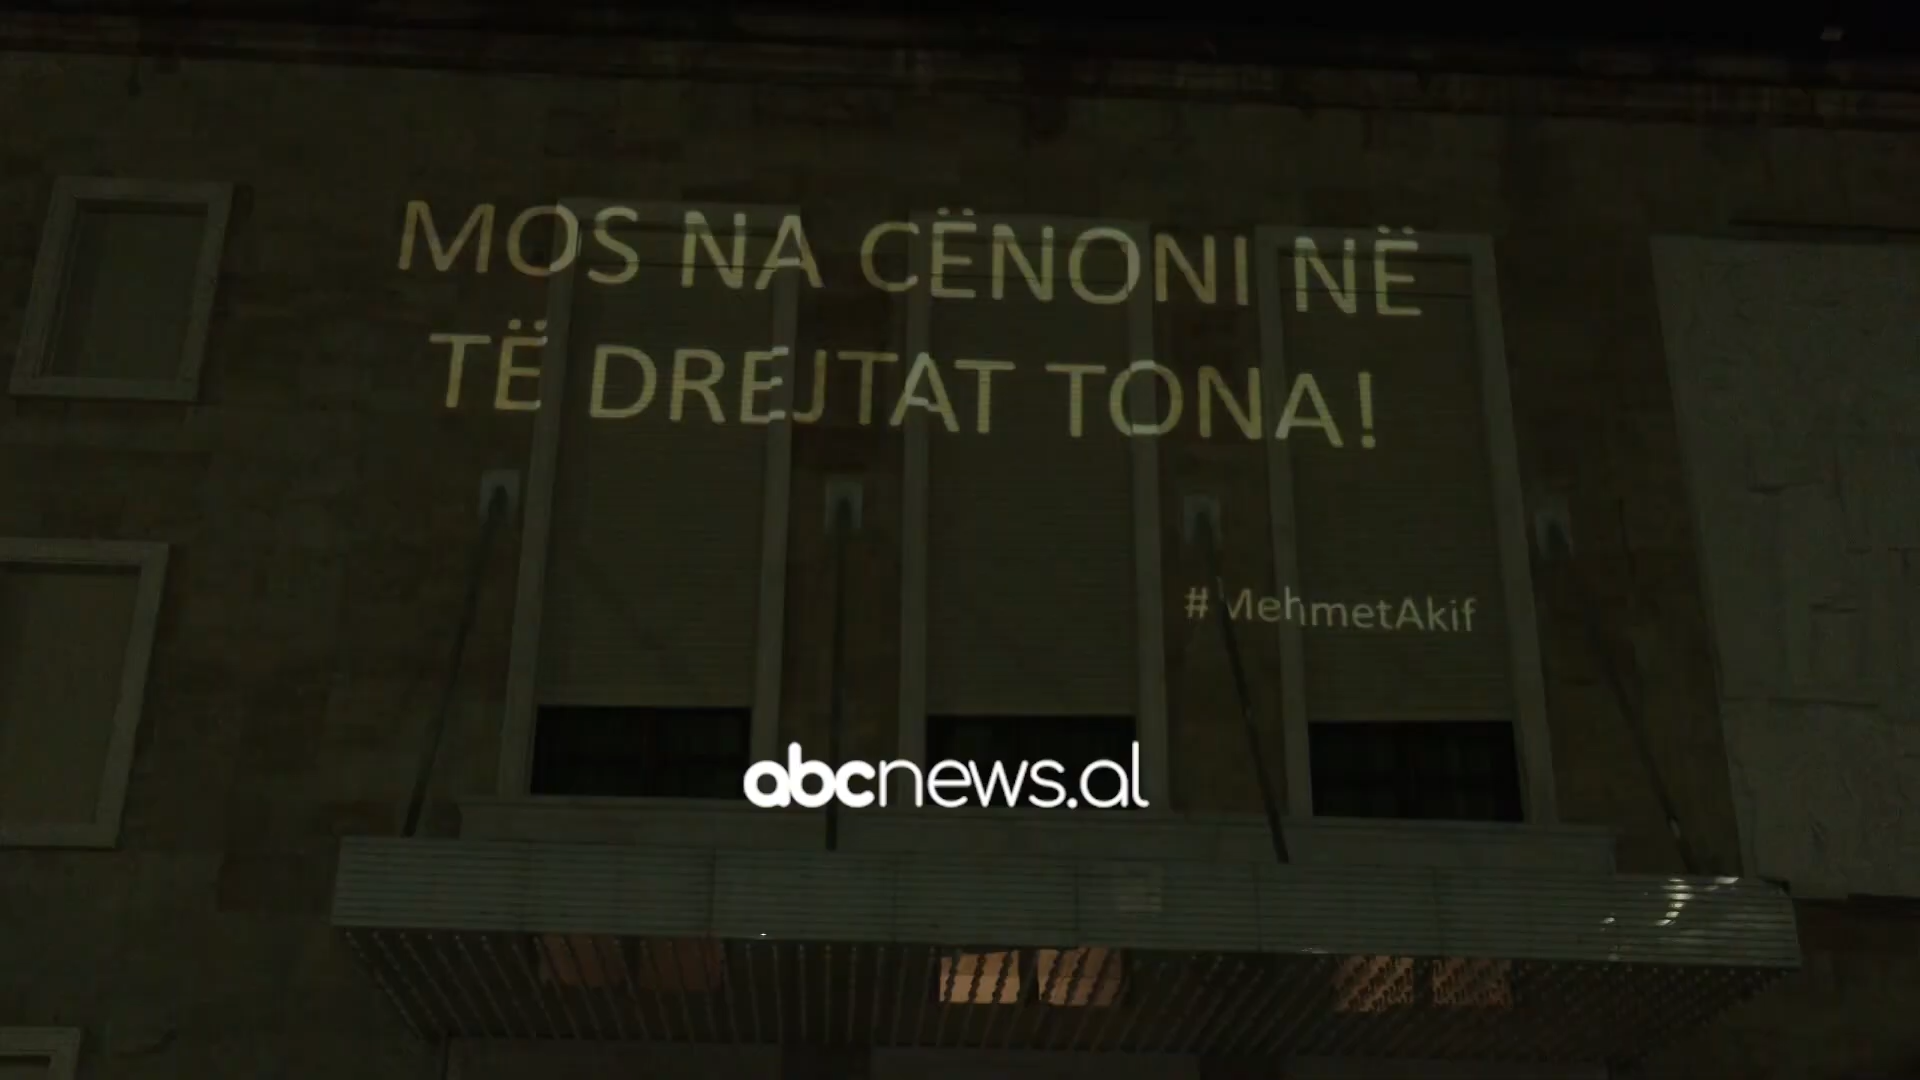 MOS NA CËNONI NË
TË DREJTAT TONA!
#MehmetAkif
abcnews.al